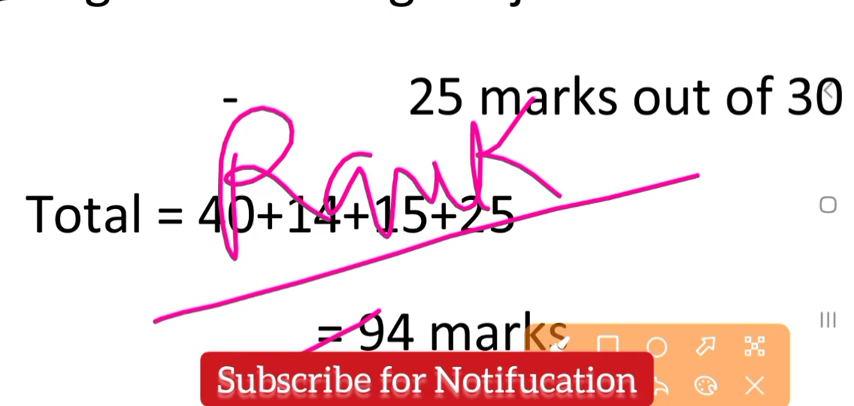 - 25 marks out of 30
Rank
Total = 40+14+15+25
= 94 marks
Subscribe for Notifucation